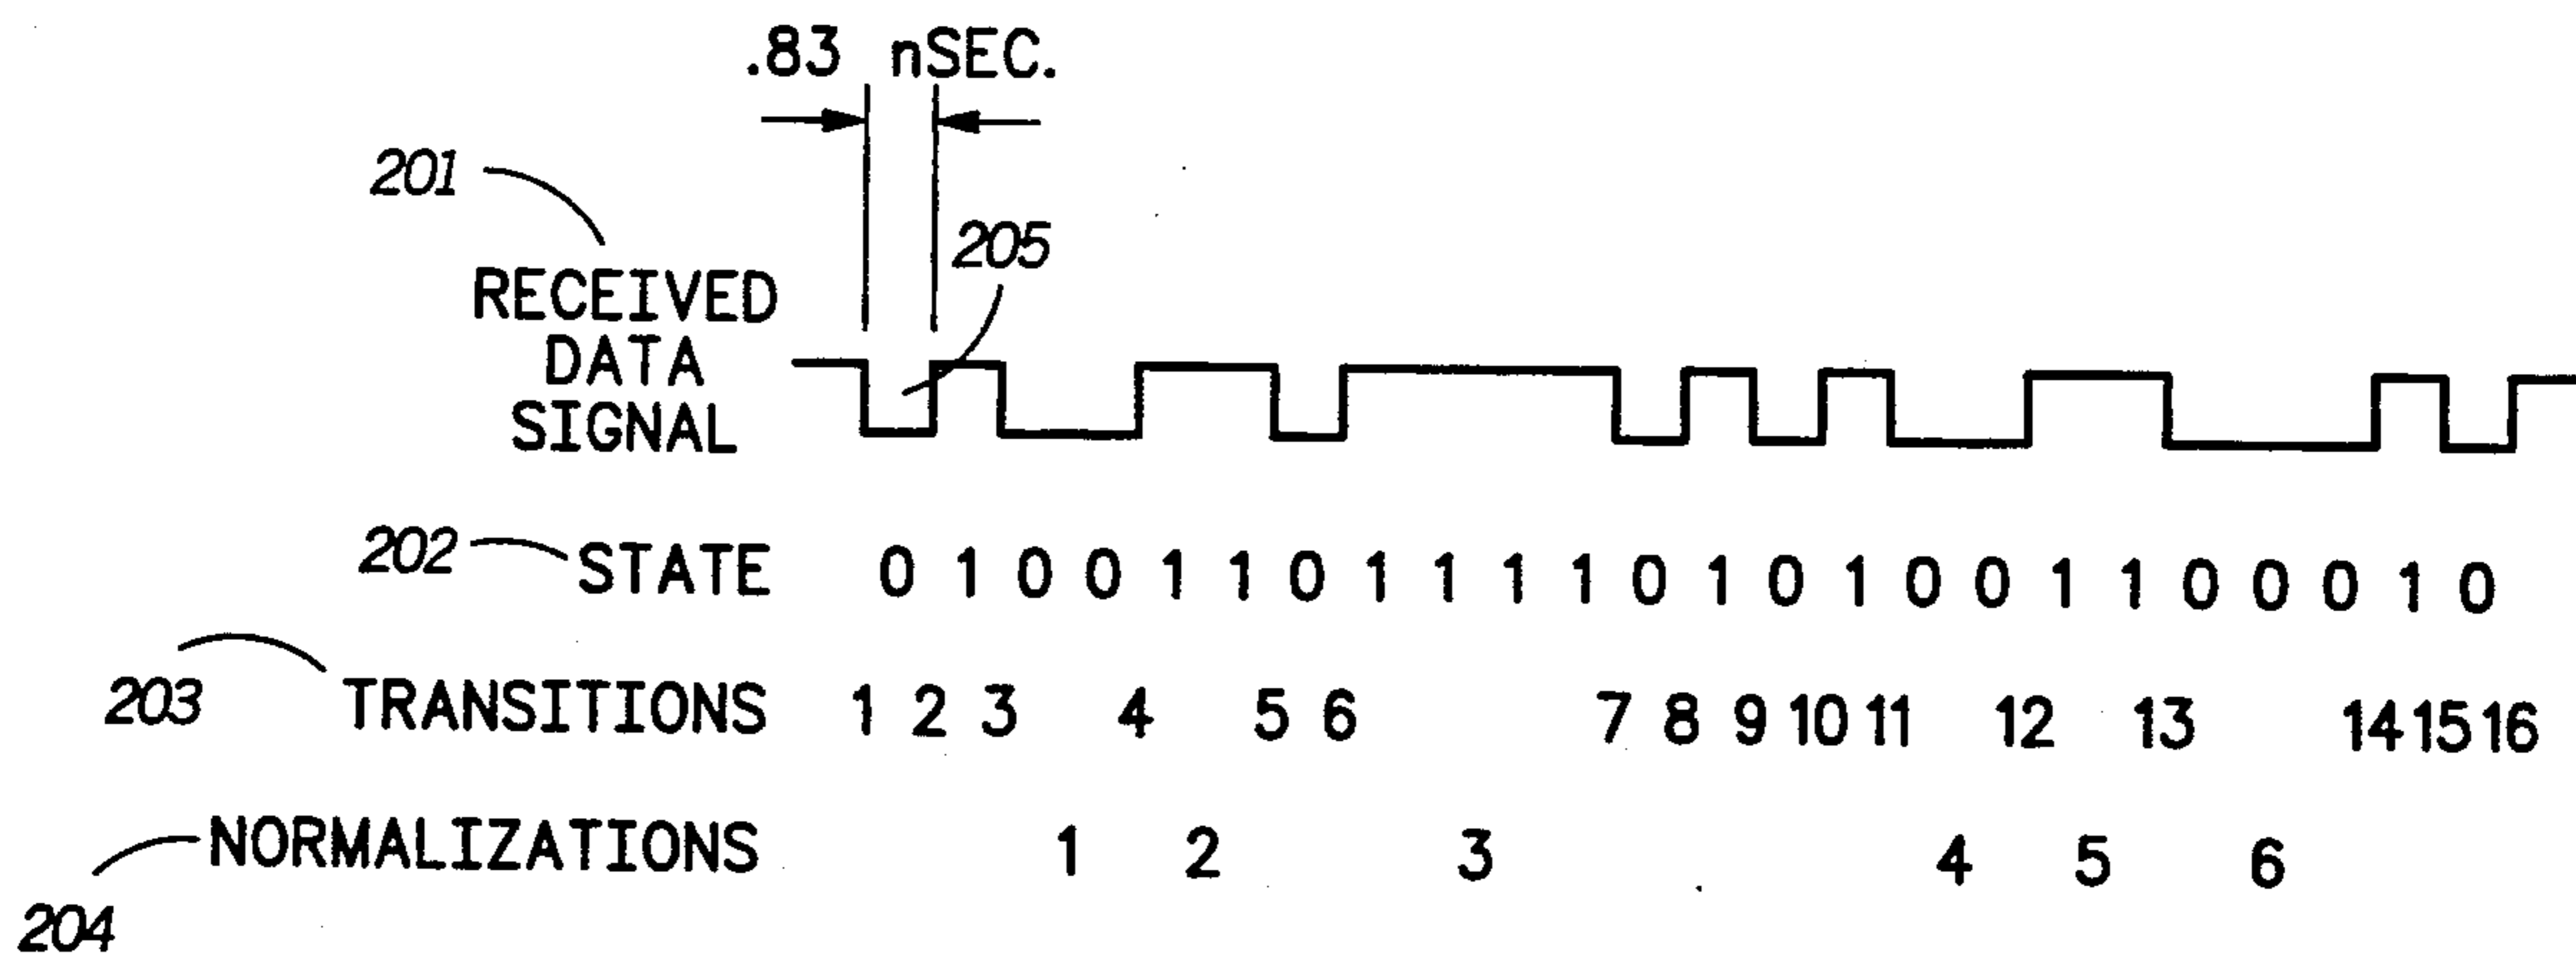 .83 nSEC.
201
205
RECEIVED
DATA
SIGNAL
202 STATE 0 1 0 0 1 1 0 1 1 1 1 0 1 0 1 0 0 1 1 0 0 0 1 0
203 TRANSITIONS 1 2 3 4 5 6 7 8 9 10 11 12 13 14 15 16
NORMALIZATIONS 1 2 3 4 5 6
204